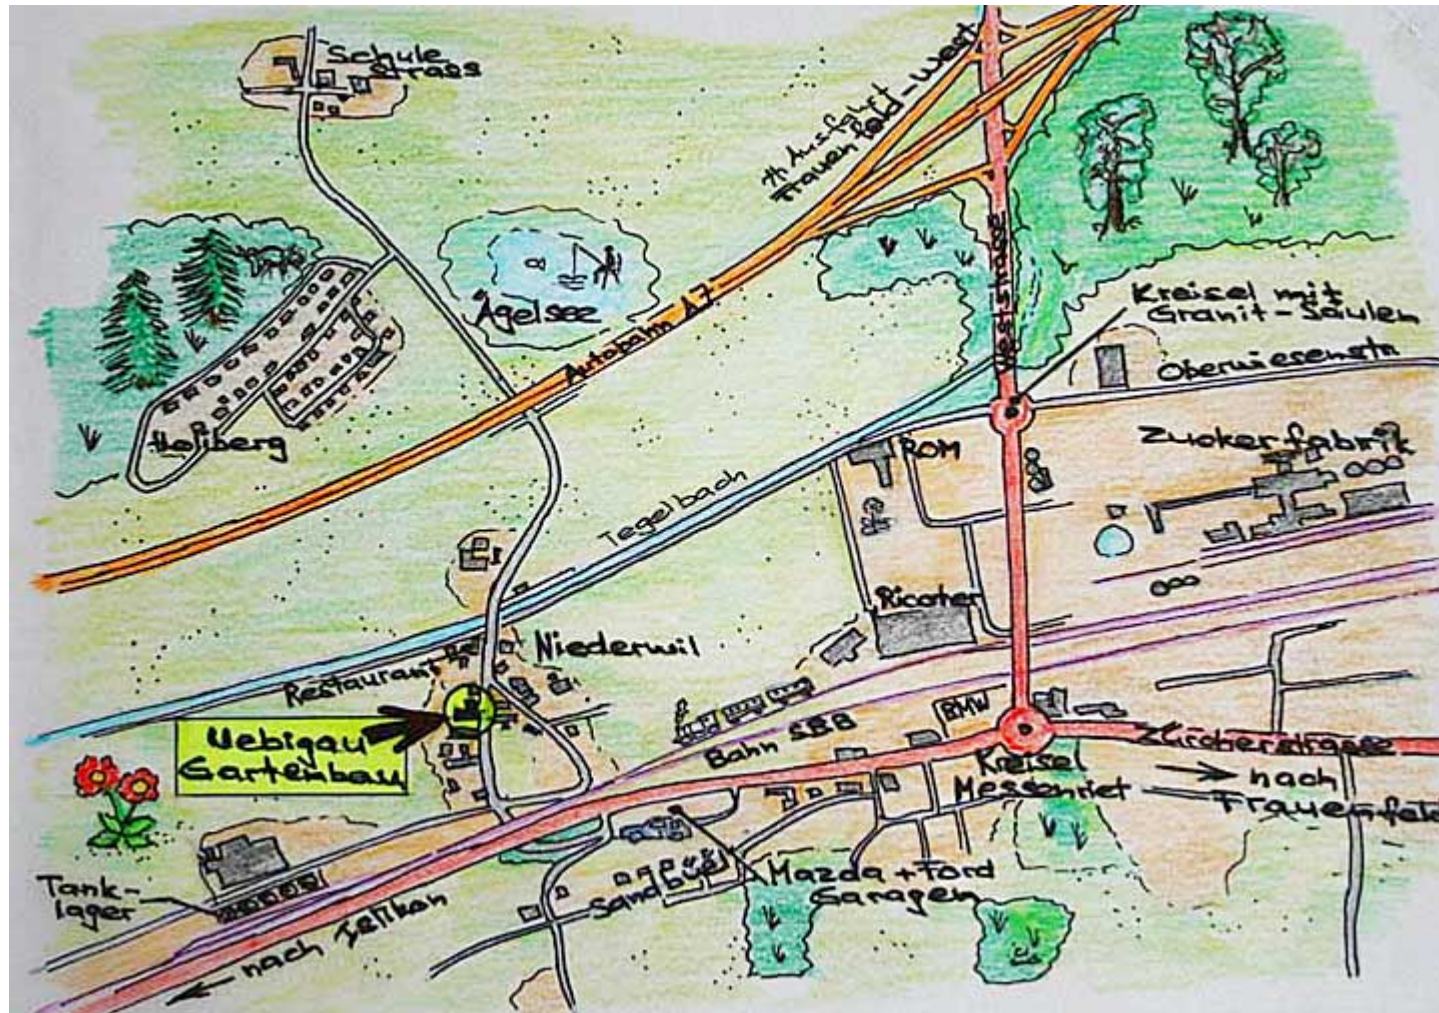 Schule
Strass
A7 Ausfahrt
Frauenfeld-West
Weststrasse
Ägelsee
Autobahn A7
Kreisel mit
Granit-Säulen
Oberwiesenstr
Holiberg
ROM
Zuckerfabrik
Tegelbach
Ricoter
Niederwil
Restaurant
Uebigau
Gartenbau
Bahn SBB
BMW
Zürcherstrasse
Kreisel
Messenriet
nach
Frauenfeld
Tank-
lager
Sandbüel
Mazda + Ford
Garagen
nach Islikon